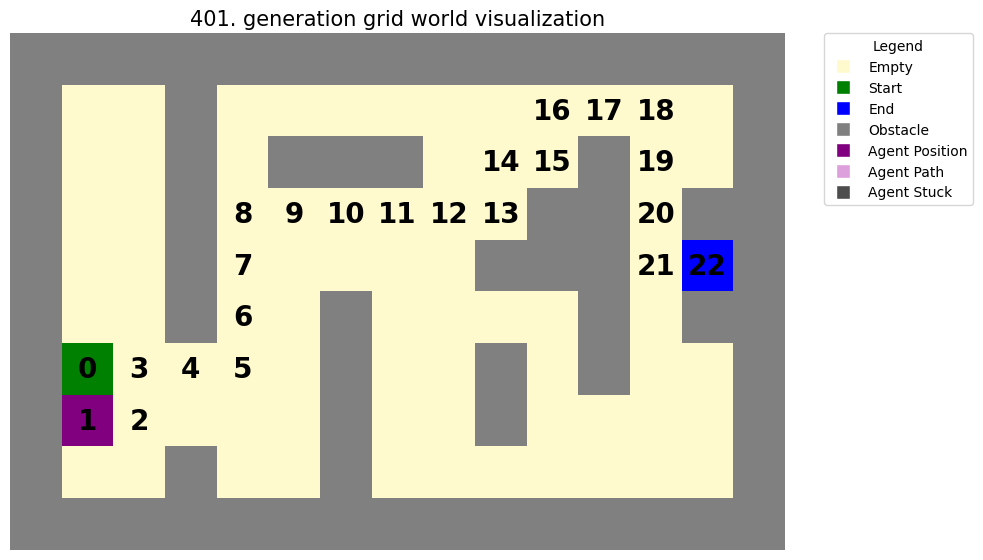 401. generation grid world visualization
16 17 18
14 15 19
8 9 10 11 12 13 20
7 21 22
6
0 3 4 5
1 2
Legend
Empty
Start
End
Obstacle
Agent Position
Agent Path
Agent Stuck